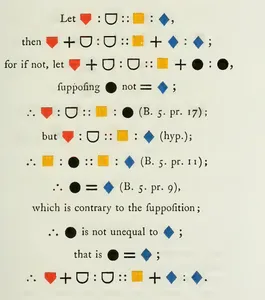 Let ♥ : ◡ :: ■ : ◆,
then ♥ + ◡ : ◡ :: ■ + ◆ : ◆;
for if not, let ♥ + ◡ : ◡ :: ■ + ● : ●,
ſuppoſing ● not = ◆;
∴ ♥ : ◡ :: ■ : ● (B. 5. pr. 17);
but ♥ : ◡ :: ■ : ◆ (hyp.);
∴ ■ : ● :: ■ : ◆ (B. 5. pr. 11);
∴ ● = ◆ (B. 5. pr. 9),
which is contrary to the ſuppoſition;
∴ ● is not unequal to ◆;
that is ● = ◆;
∴ ♥ + ◡ : ◡ :: ■ + ◆ : ◆.